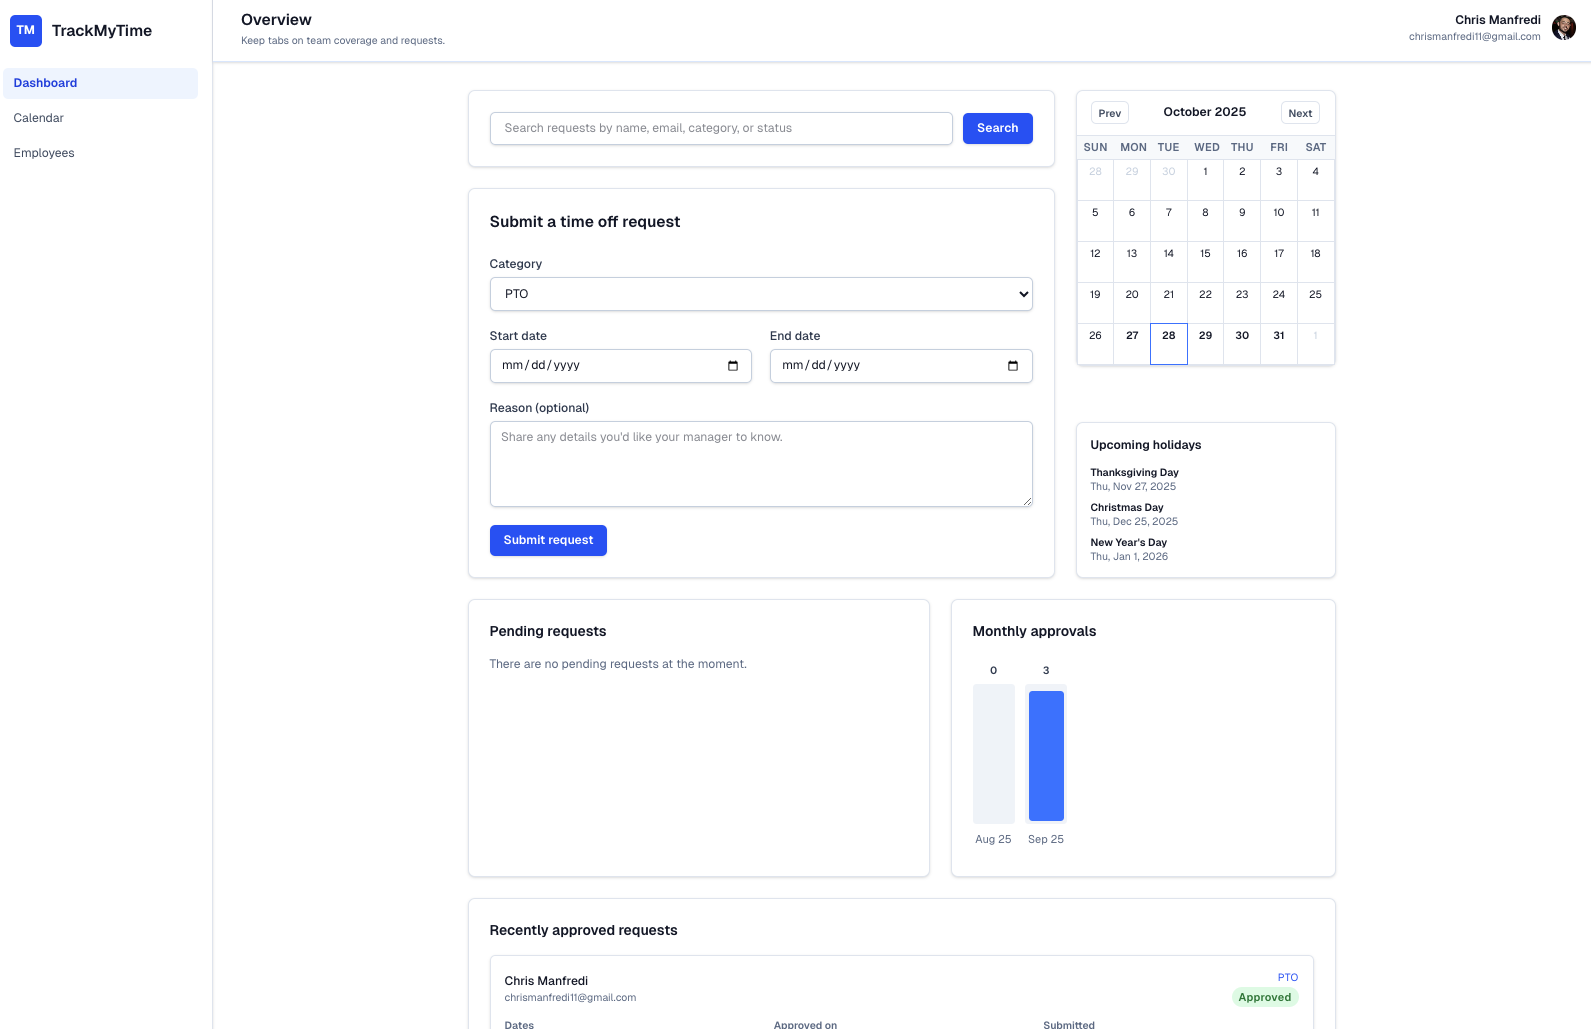 TM TrackMyTime
Dashboard
Calendar
Employees
Overview
Keep tabs on team coverage and requests.
Chris Manfredi
chrismanfredi11@gmail.com
Search requests by name, email, category, or status
Search
Submit a time off request
Category
PTO
Start date End date
mm/dd/yyyy mm/dd/yyyy
Reason (optional)
Share any details you'd like your manager to know.
Submit request
Prev October 2025 Next
SUN MON TUE WED THU FRI SAT
28 29 30 1 2 3 4
5 6 7 8 9 10 11
12 13 14 15 16 17 18
19 20 21 22 23 24 25
26 27 28 29 30 31 1
Upcoming holidays
Thanksgiving Day
Thu, Nov 27, 2025
Christmas Day
Thu, Dec 25, 2025
New Year's Day
Thu, Jan 1, 2026
Pending requests
There are no pending requests at the moment.
Monthly approvals
0 3
Aug 25 Sep 25
Recently approved requests
Chris Manfredi
chrismanfredi11@gmail.com
PTO
Approved
Dates Approved on Submitted